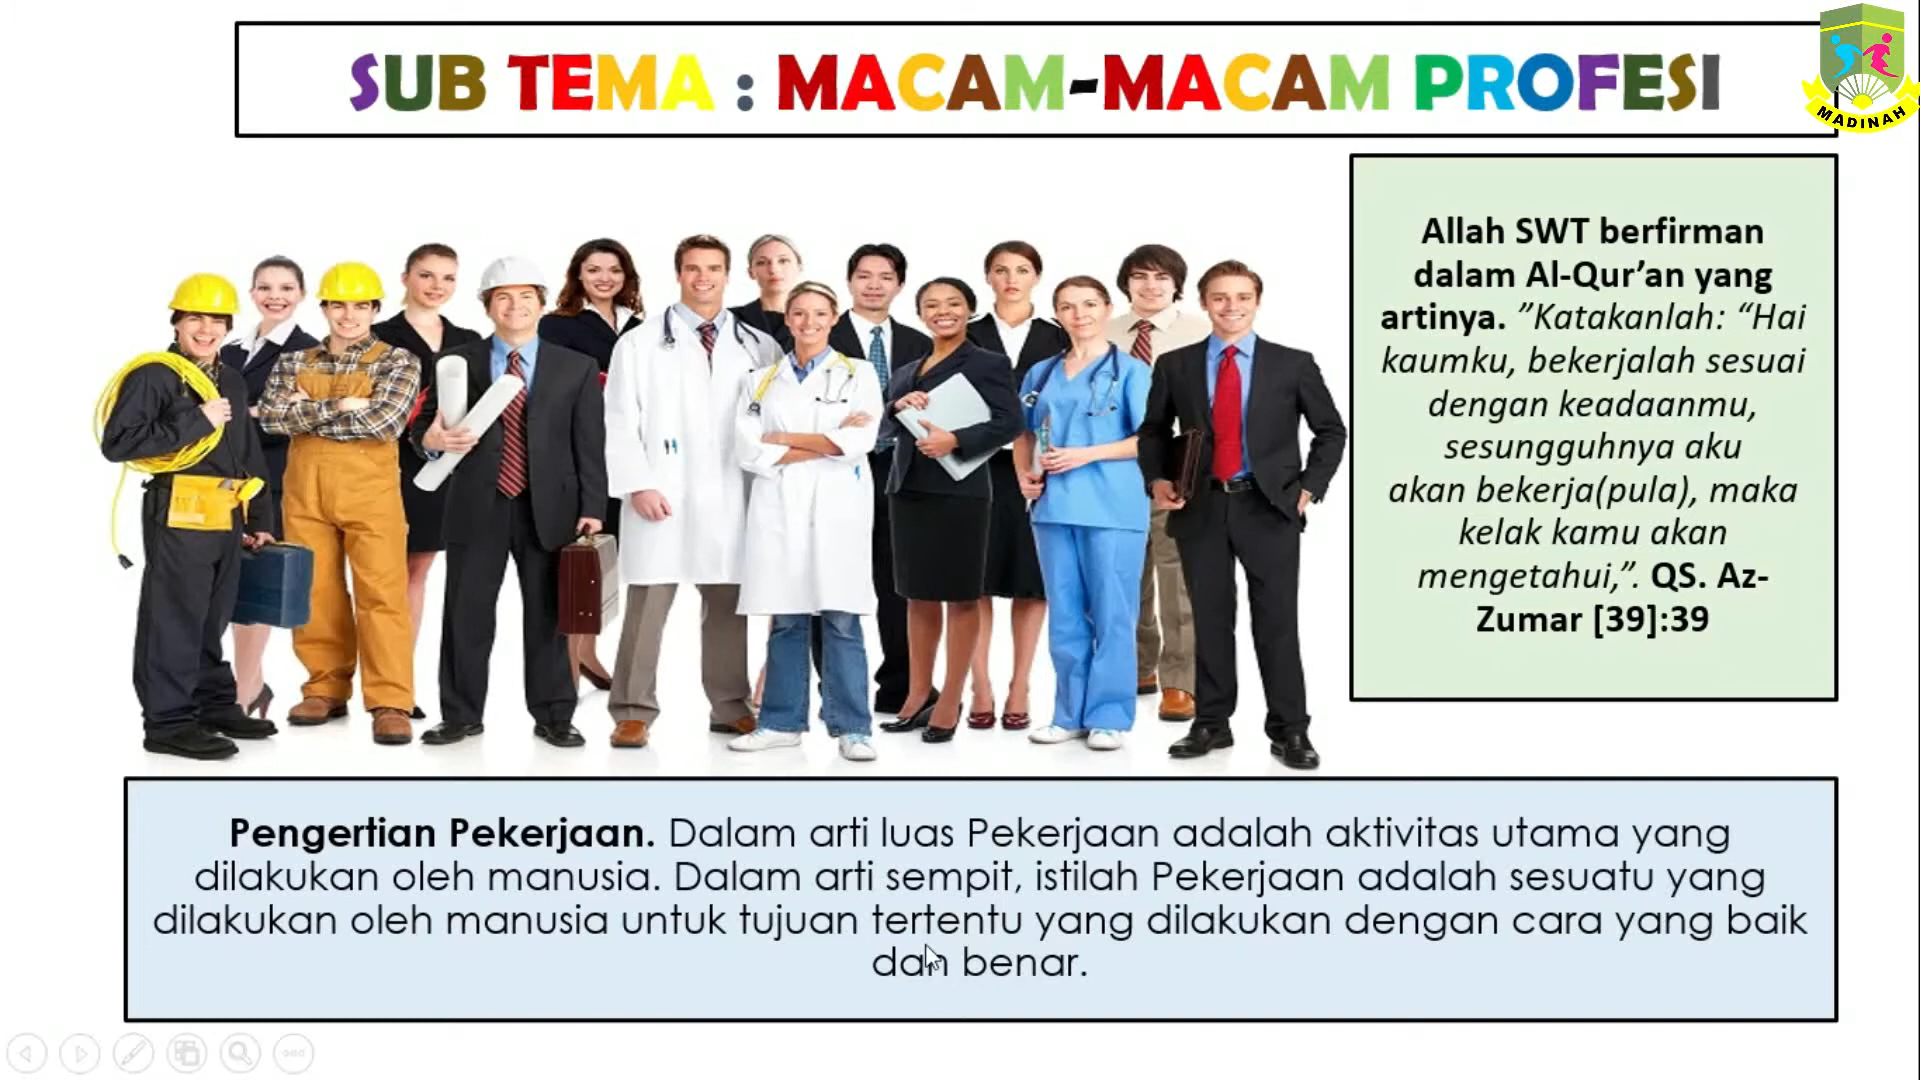 SUB TEMA : MACAM-MACAM PROFESI
MADINAH
Allah SWT berfirman
dalam Al-Qur’an yang
artinya. ”Katakanlah: “Hai
kaumku, bekerjalah sesuai
dengan keadaanmu,
sesungguhnya aku
akan bekerja(pula), maka
kelak kamu akan
mengetahui,”. QS. Az-
Zumar [39]:39
Pengertian Pekerjaan. Dalam arti luas Pekerjaan adalah aktivitas utama yang
dilakukan oleh manusia. Dalam arti sempit, istilah Pekerjaan adalah sesuatu yang
dilakukan oleh manusia untuk tujuan tertentu yang dilakukan dengan cara yang baik
dan benar.